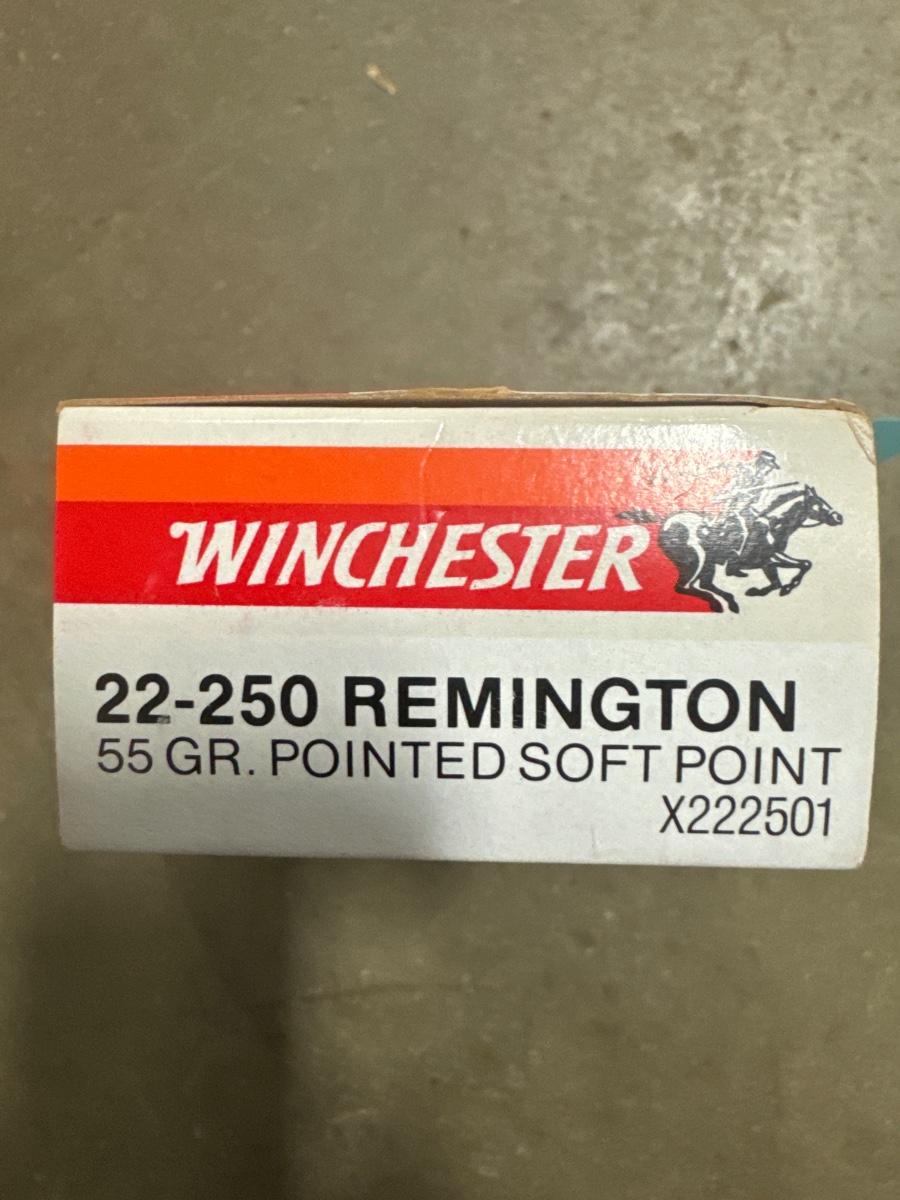 WINCHESTER
22-250 REMINGTON
55 GR. POINTED SOFT POINT
X222501